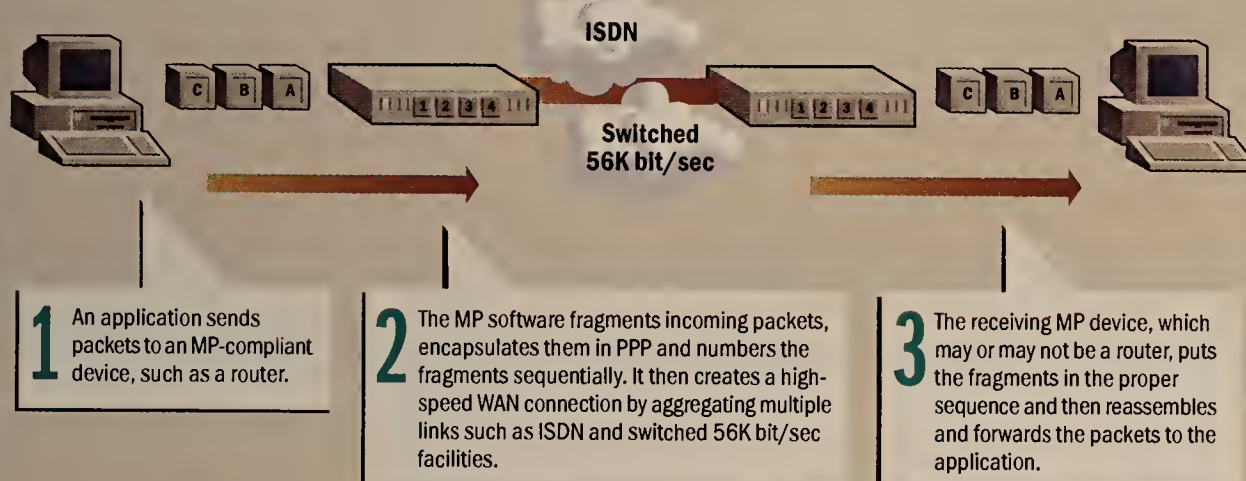 ISDN
C B A
1 2 3 4
1 2 3 4
C B A
Switched
56K bit/sec
1
An application sends
packets to an MP-compliant
device, such as a router.
2
The MP software fragments incoming packets,
encapsulates them in PPP and numbers the
fragments sequentially. It then creates a high-
speed WAN connection by aggregating multiple
links such as ISDN and switched 56K bit/sec
facilities.
3
The receiving MP device, which
may or may not be a router, puts
the fragments in the proper
sequence and then reassembles
and forwards the packets to the
application.